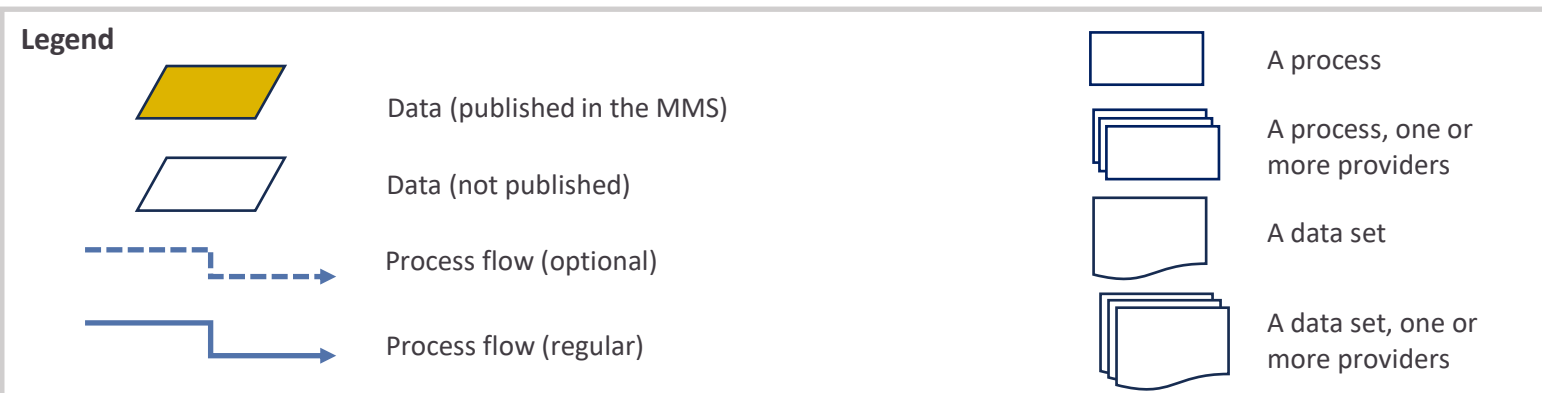 Legend
Data (published in the MMS)
Data (not published)
Process flow (optional)
Process flow (regular)
A process
A process, one or
more providers
A data set
A data set, one or
more providers